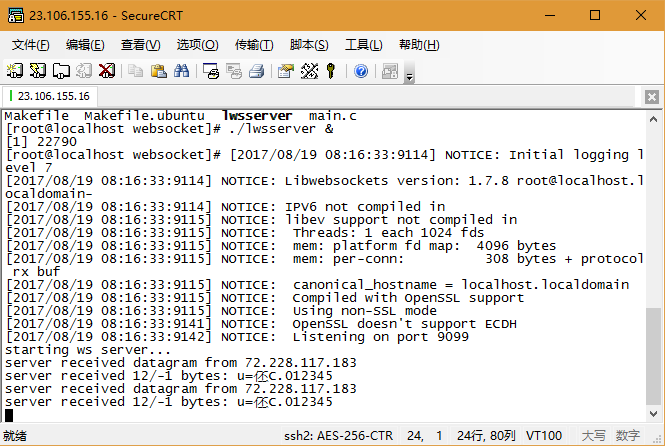 23.106.155.16 - SecureCRT
文件(F) 编辑(E) 查看(V) 选项(O) 传输(T) 脚本(S) 工具(L) 帮助(H)
23.106.155.16
Makefile Makefile.ubuntu lwsserver main.c
[root@localhost websocket]# ./lwsserver &
[1] 22790
[root@localhost websocket]# [2017/08/19 08:16:33:9114] NOTICE: Initial logging l
evel 7
[2017/08/19 08:16:33:9114] NOTICE: Libwebsockets version: 1.7.8 root@localhost.l
ocaldomain-
[2017/08/19 08:16:33:9114] NOTICE: IPV6 not compiled in
[2017/08/19 08:16:33:9115] NOTICE: libev support not compiled in
[2017/08/19 08:16:33:9115] NOTICE:  Threads: 1 each 1024 fds
[2017/08/19 08:16:33:9115] NOTICE:  mem: platform fd map:  4096 bytes
[2017/08/19 08:16:33:9115] NOTICE:  mem: per-conn:          308 bytes + protocol
 rx buf
[2017/08/19 08:16:33:9115] NOTICE:  canonical_hostname = localhost.localdomain
[2017/08/19 08:16:33:9115] NOTICE:  Compiled with OpenSSL support
[2017/08/19 08:16:33:9115] NOTICE:  Using non-SSL mode
[2017/08/19 08:16:33:9141] NOTICE:  OpenSSL doesn't support ECDH
[2017/08/19 08:16:33:9142] NOTICE:  Listening on port 9099
starting ws server...
server received datagram from 72.228.117.183
server received 12/-1 bytes: u=C.012345
server received datagram from 72.228.117.183
server received 12/-1 bytes: u=C.012345
就绪 ssh2: AES-256-CTR 24, 1 24行, 80列 VT100 大写 数字